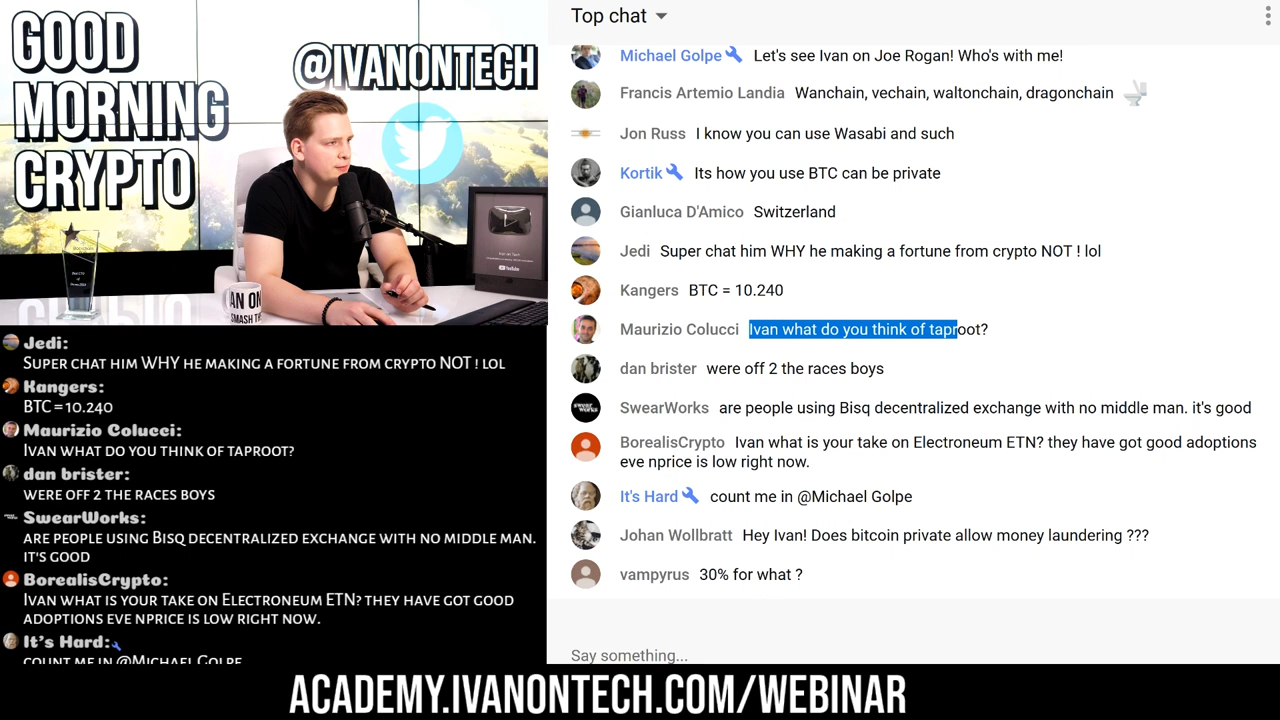 GOOD
MORNING
CRYPTO
@IVANONTECH
AN ON
SMASH TH
YouTube
Jedi:
SUPER CHAT HIM WHY HE MAKING A FORTUNE FROM CRYPTO NOT ! LOL
Kangers:
BTC = 10.240
Maurizio Colucci:
IVAN WHAT DO YOU THINK OF TAPROOT?
dan brister:
WERE OFF 2 THE RACES BOYS
SwearWorks:
ARE PEOPLE USING BISQ DECENTRALIZED EXCHANGE WITH NO MIDDLE MAN.
IT'S GOOD
BorealisCrypto:
IVAN WHAT IS YOUR TAKE ON ELECTRONEUM ETN? THEY HAVE GOT GOOD
ADOPTIONS EVE NPRICE IS LOW RIGHT NOW.
It's Hard:
COUNT ME IN @MICHAEL GOLPE
Top chat
Michael Golpe Let's see Ivan on Joe Rogan! Who's with me!
Francis Artemio Landia Wanchain, vechain, waltonchain, dragonchain
Jon Russ I know you can use Wasabi and such
Kortik Its how you use BTC can be private
Gianluca D'Amico Switzerland
Jedi Super chat him WHY he making a fortune from crypto NOT ! lol
Kangers BTC = 10.240
Maurizio Colucci Ivan what do you think of taproot?
dan brister were off 2 the races boys
SwearWorks are people using Bisq decentralized exchange with no middle man. it's good
BorealisCrypto Ivan what is your take on Electroneum ETN? they have got good adoptions
eve nprice is low right now.
It's Hard count me in @Michael Golpe
Johan Wollbratt Hey Ivan! Does bitcoin private allow money laundering ???
vampyrus 30% for what ?
Say something...
ACADEMY.IVANONTECH.COM/WEBINAR